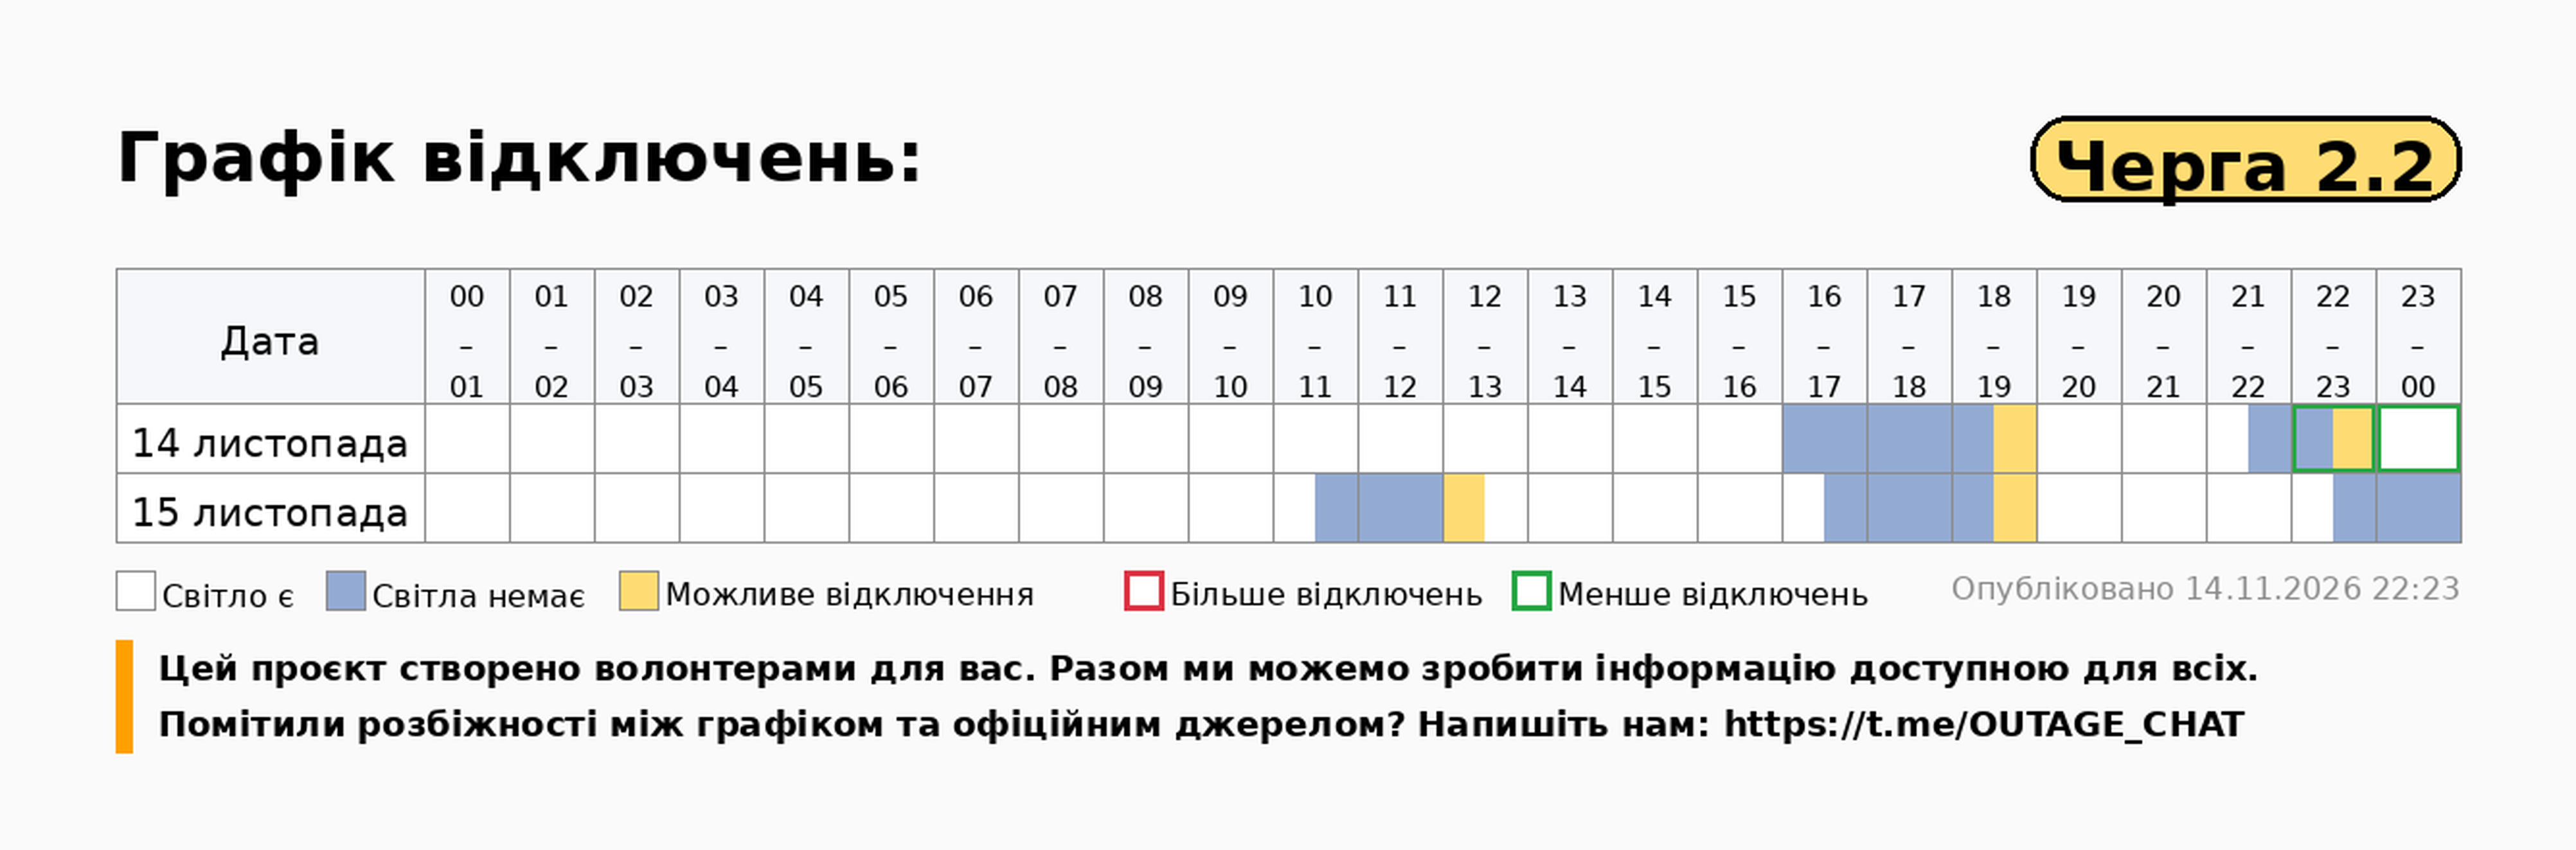 Графік відключень:
Черга 2.2
Дата
00 – 01
01 – 02
02 – 03
03 – 04
04 – 05
05 – 06
06 – 07
07 – 08
08 – 09
09 – 10
10 – 11
11 – 12
12 – 13
13 – 14
14 – 15
15 – 16
16 – 17
17 – 18
18 – 19
19 – 20
20 – 21
21 – 22
22 – 23
23 – 00
14 листопада
15 листопада
Світло є
Світла немає
Можливе відключення
Більше відключень
Менше відключень
Опубліковано 14.11.2026 22:23
Цей проєкт створено волонтерами для вас. Разом ми можемо зробити інформацію доступною для всіх.
Помітили розбіжності між графіком та офіційним джерелом? Напишіть нам: https://t.me/OUTAGE_CHAT